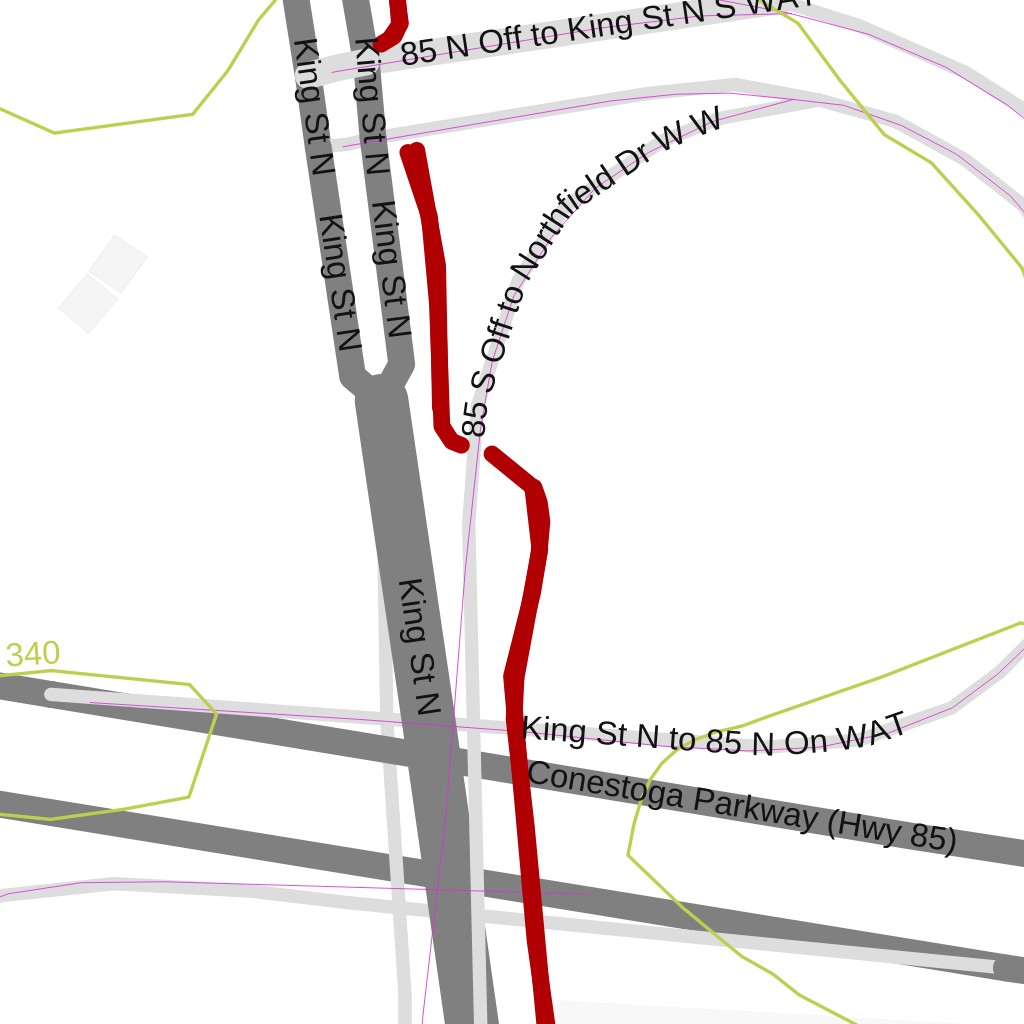 85 N Off to King St N S WAT
King St N
King St N
85 S Off to Northfield Dr W W
King St N
King St N
King St N
340
King St N to 85 N On WAT
Conestoga Parkway (Hwy 85)